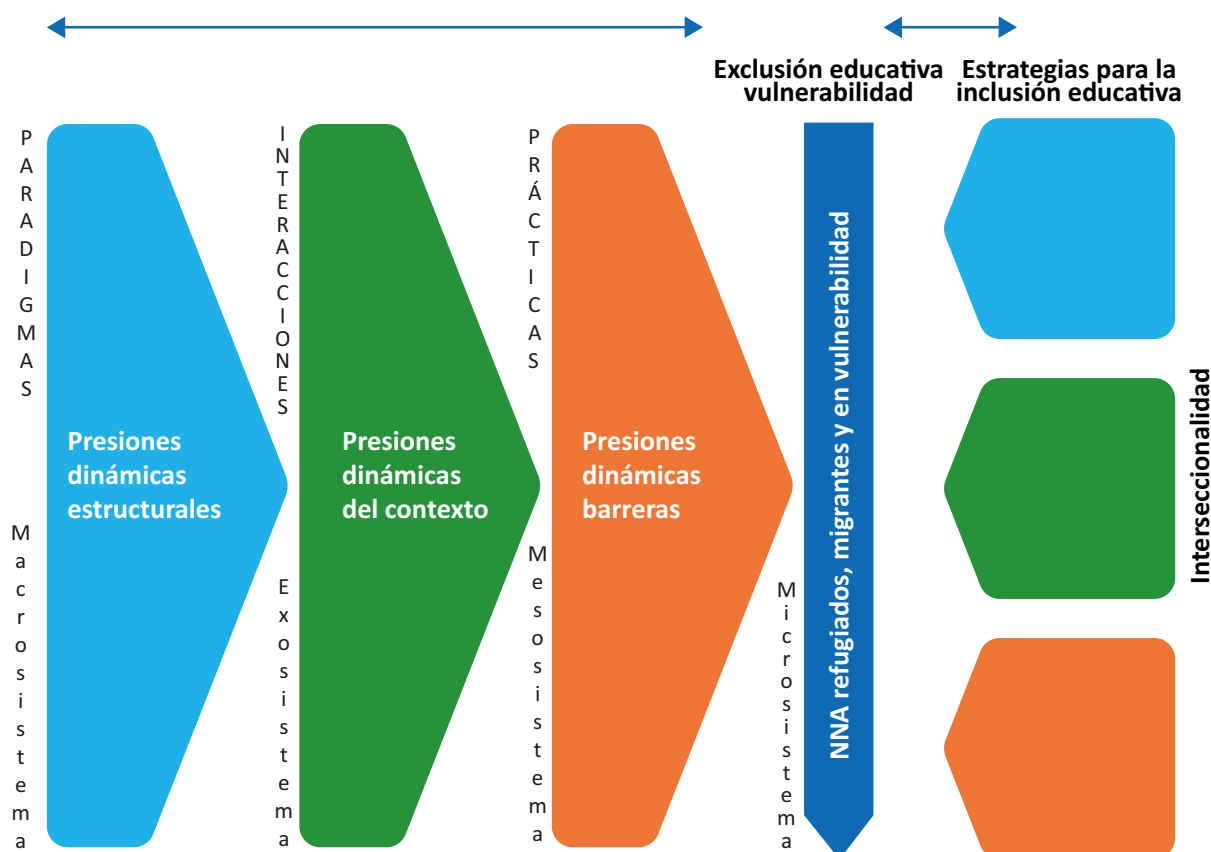 Exclusión educativa
vulnerabilidad
Estrategias para la
inclusión educativa
PARADIGMAS
Macrosistema
Presiones
dinámicas
estructurales
INTERACCIONES
Exosistema
Presiones
dinámicas
del contexto
PRÁCTICAS
Mesosistema
Presiones
dinámicas
barreras
Microsistema
NNA refugiados, migrantes y en vulnerabilidad
Interseccionalidad